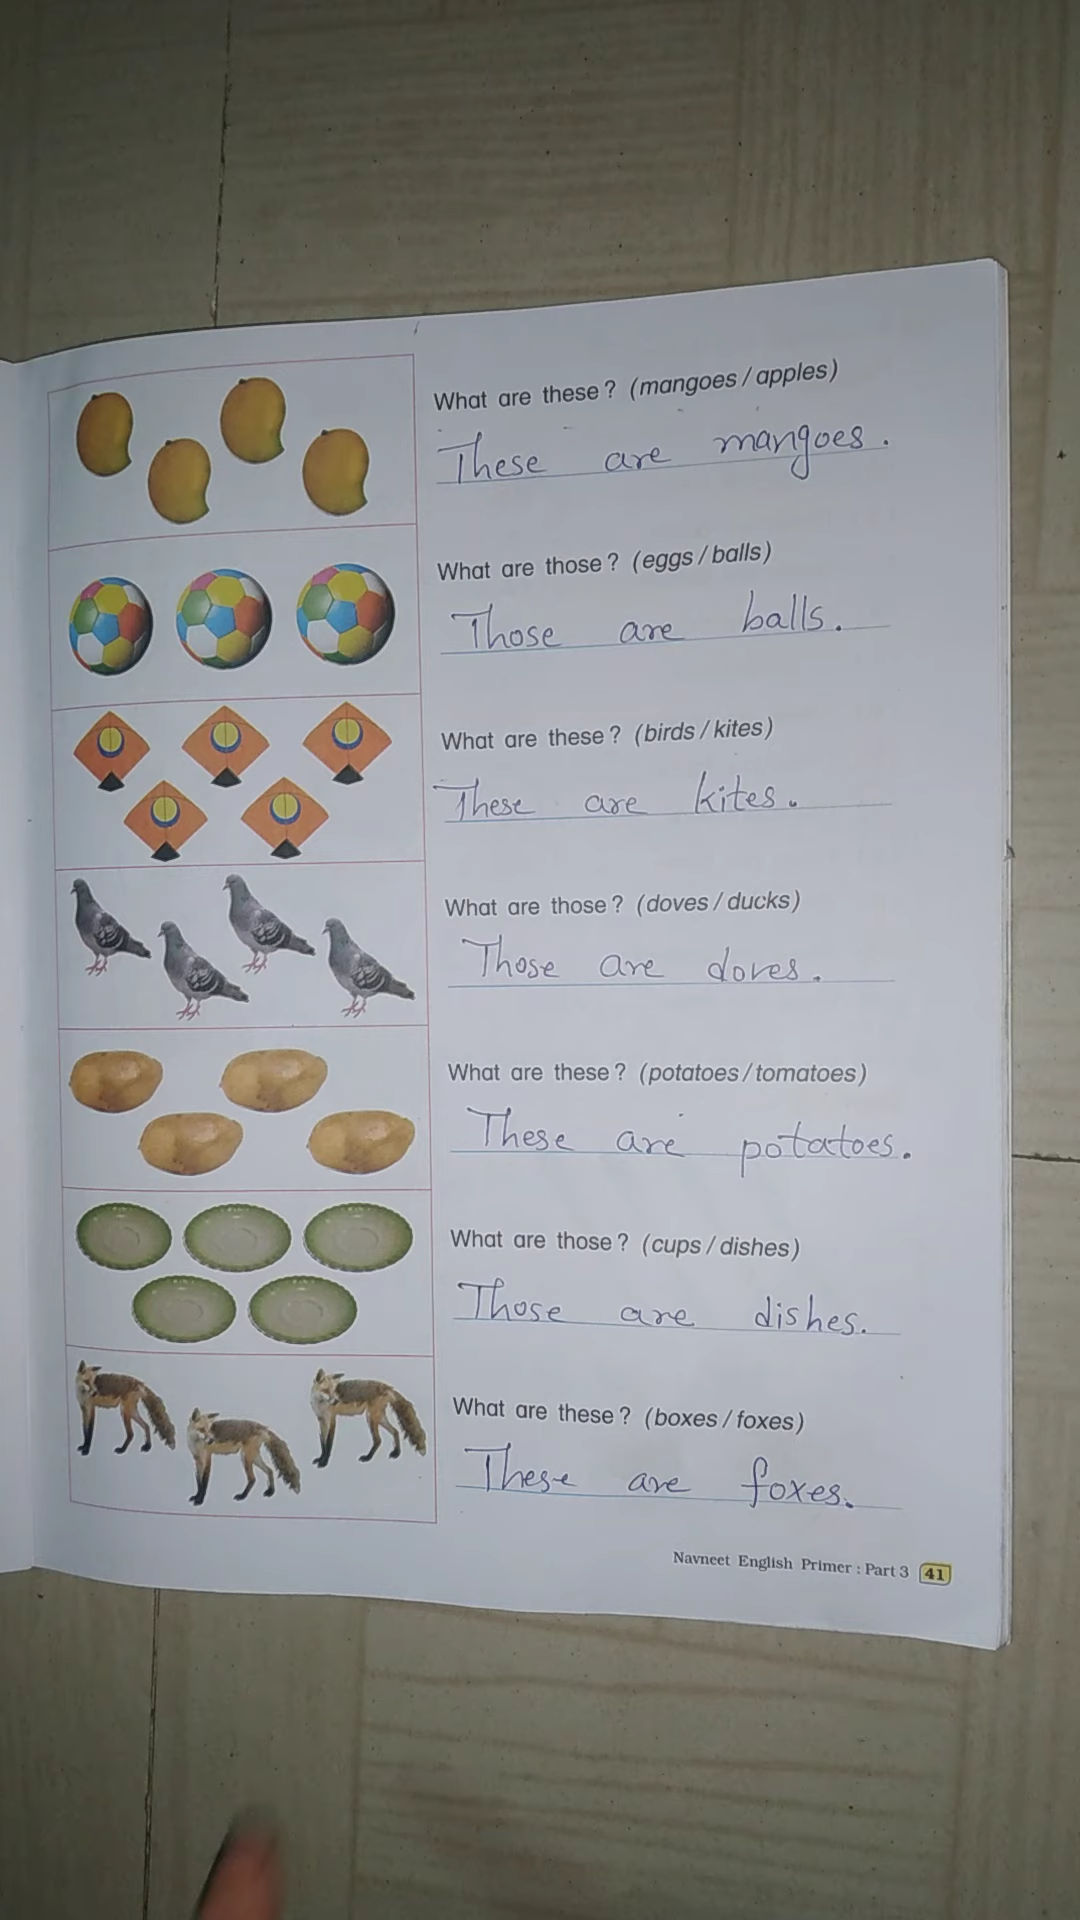 What are these? (mangoes/apples)
These are mangoes.
What are those? (eggs/balls)
Those are balls.
What are these? (birds/kites)
These are kites.
What are those? (doves/ducks)
Those are doves.
What are these? (potatoes/tomatoes)
These are potatoes.
What are those? (cups/dishes)
Those are dishes.
What are these? (boxes/foxes)
These are foxes.
Navneet English Primer : Part 3 41